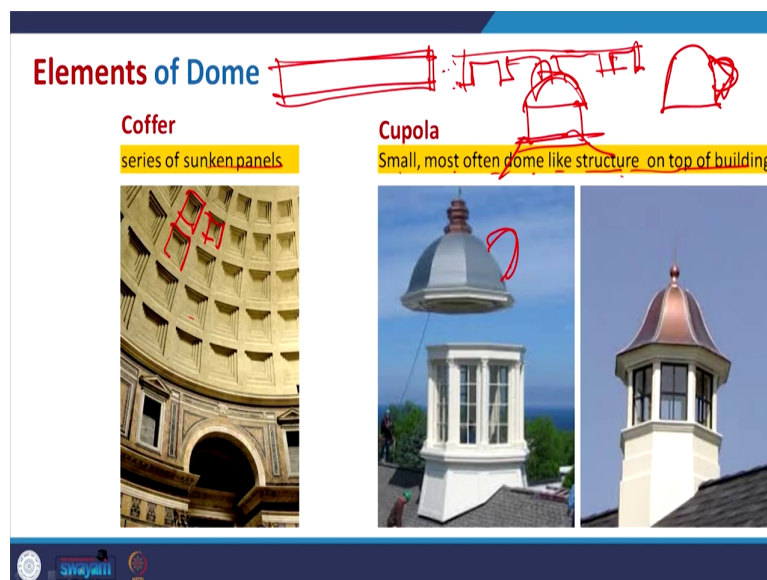 Elements of Dome
Coffer
series of sunken panels
Cupola
Small, most often dome like structure on top of building
swayam